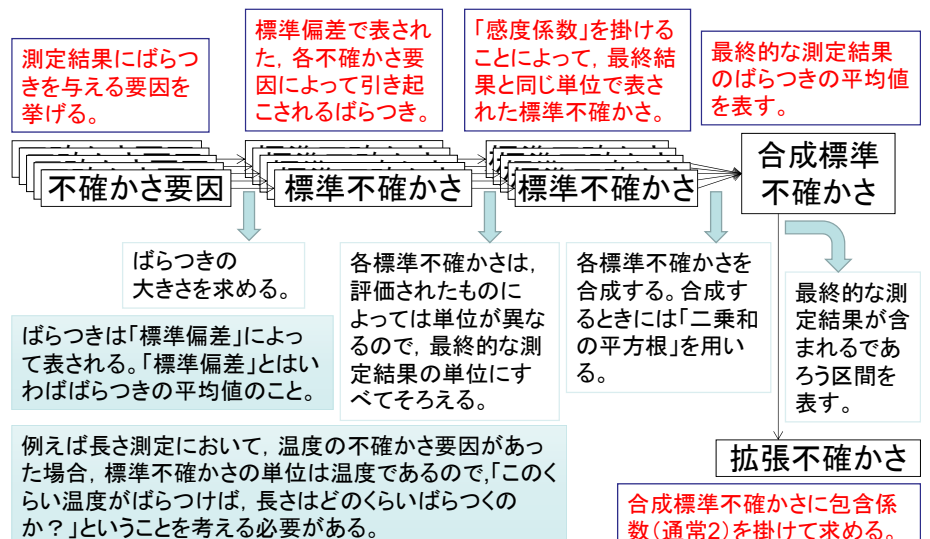 測定結果にばらつ
きを与える要因を
挙げる。
標準偏差で表され
た，各不確かさ要
因によって引き起
こされるばらつき。
「感度係数」を掛ける
ことによって，最終結
果と同じ単位で表さ
れた標準不確かさ。
最終的な測定結果
のばらつきの平均値
を表す。
不確かさ要因
標準不確かさ
標準不確かさ
合成標準
不確かさ
ばらつきの
大きさを求める。
各標準不確かさは，
評価されたものに
よっては単位が異な
るので，最終的な測
定結果の単位にす
べてそろえる。
各標準不確かさを
合成する。合成す
るときには「二乗和
の平方根」を用い
る。
最終的な測
定結果が含
まれるであ
ろう区間を
表す。
ばらつきは「標準偏差」によっ
て表される。「標準偏差」とはい
わばばらつきの平均値のこと。
例えば長さ測定において，温度の不確かさ要因があっ
た場合，標準不確かさの単位は温度であるので，「このく
らい温度がばらつけば，長さはどのくらいばらつくの
か？」ということを考える必要がある。
拡張不確かさ
合成標準不確かさに包含係
数（通常2）を掛けて求める。